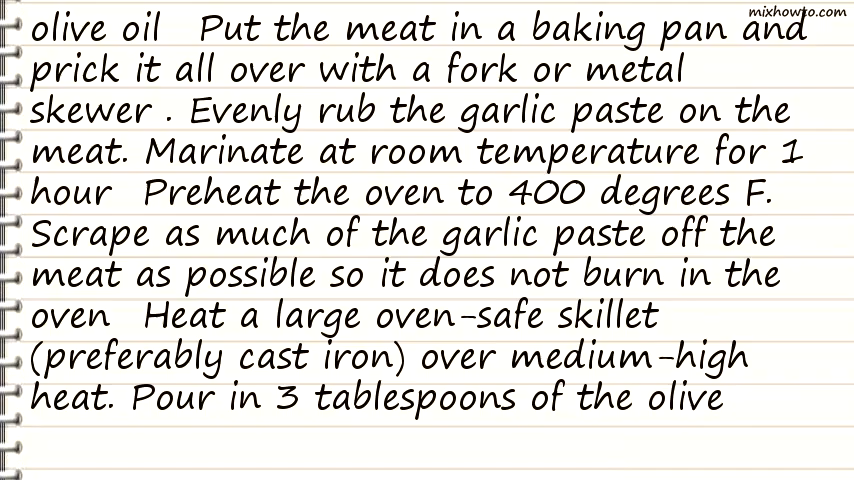 mixhowto.com
olive oil   Put the meat in a baking pan and
prick it all over with a fork or metal
skewer . Evenly rub the garlic paste on the
meat. Marinate at room temperature for 1
hour   Preheat the oven to 400 degrees F.
Scrape as much of the garlic paste off the
meat as possible so it does not burn in the
oven   Heat a large oven-safe skillet
(preferably cast iron) over medium-high
heat. Pour in 3 tablespoons of the olive